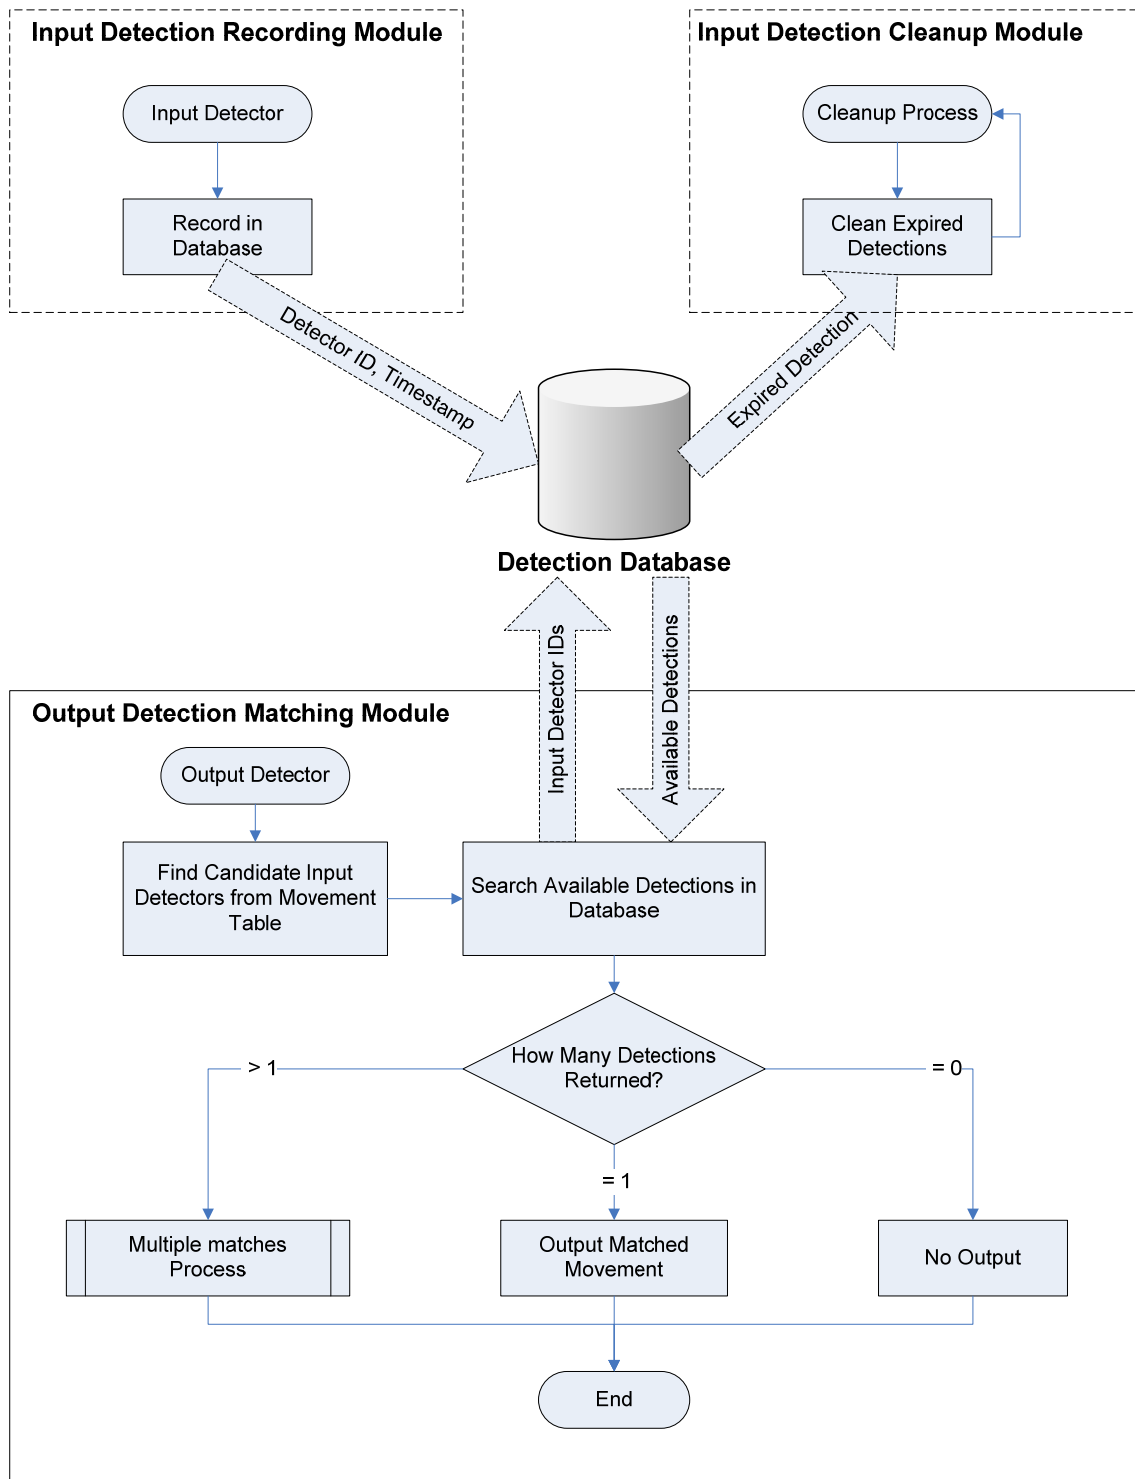 Input Detection Recording Module
Input Detector
Record in
Database
Detector ID, Timestamp
Input Detection Cleanup Module
Cleanup Process
Clean Expired
Detections
Expired Detection
Detection Database
Input Detector IDs
Available Detections
Output Detection Matching Module
Output Detector
Find Candidate Input
Detectors from Movement
Table
Search Available Detections in
Database
How Many Detections
Returned?
> 1
= 1
= 0
Multiple matches
Process
Output Matched
Movement
No Output
End